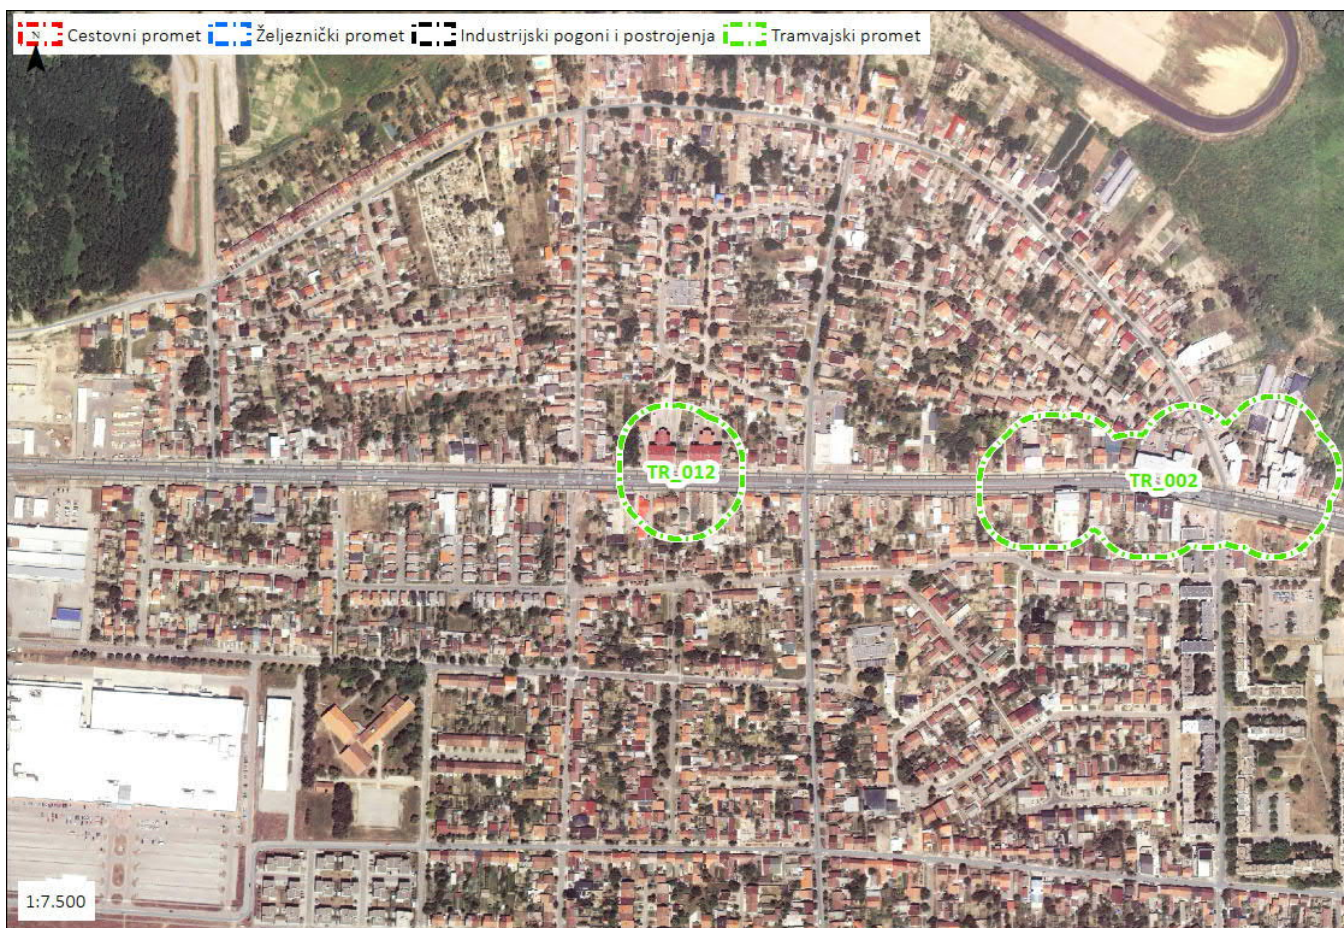 Cestovni promet Željeznički promet Industrijski pogoni i postrojenja Tramvajski promet
N
TR_012
TR_002
1:7.500